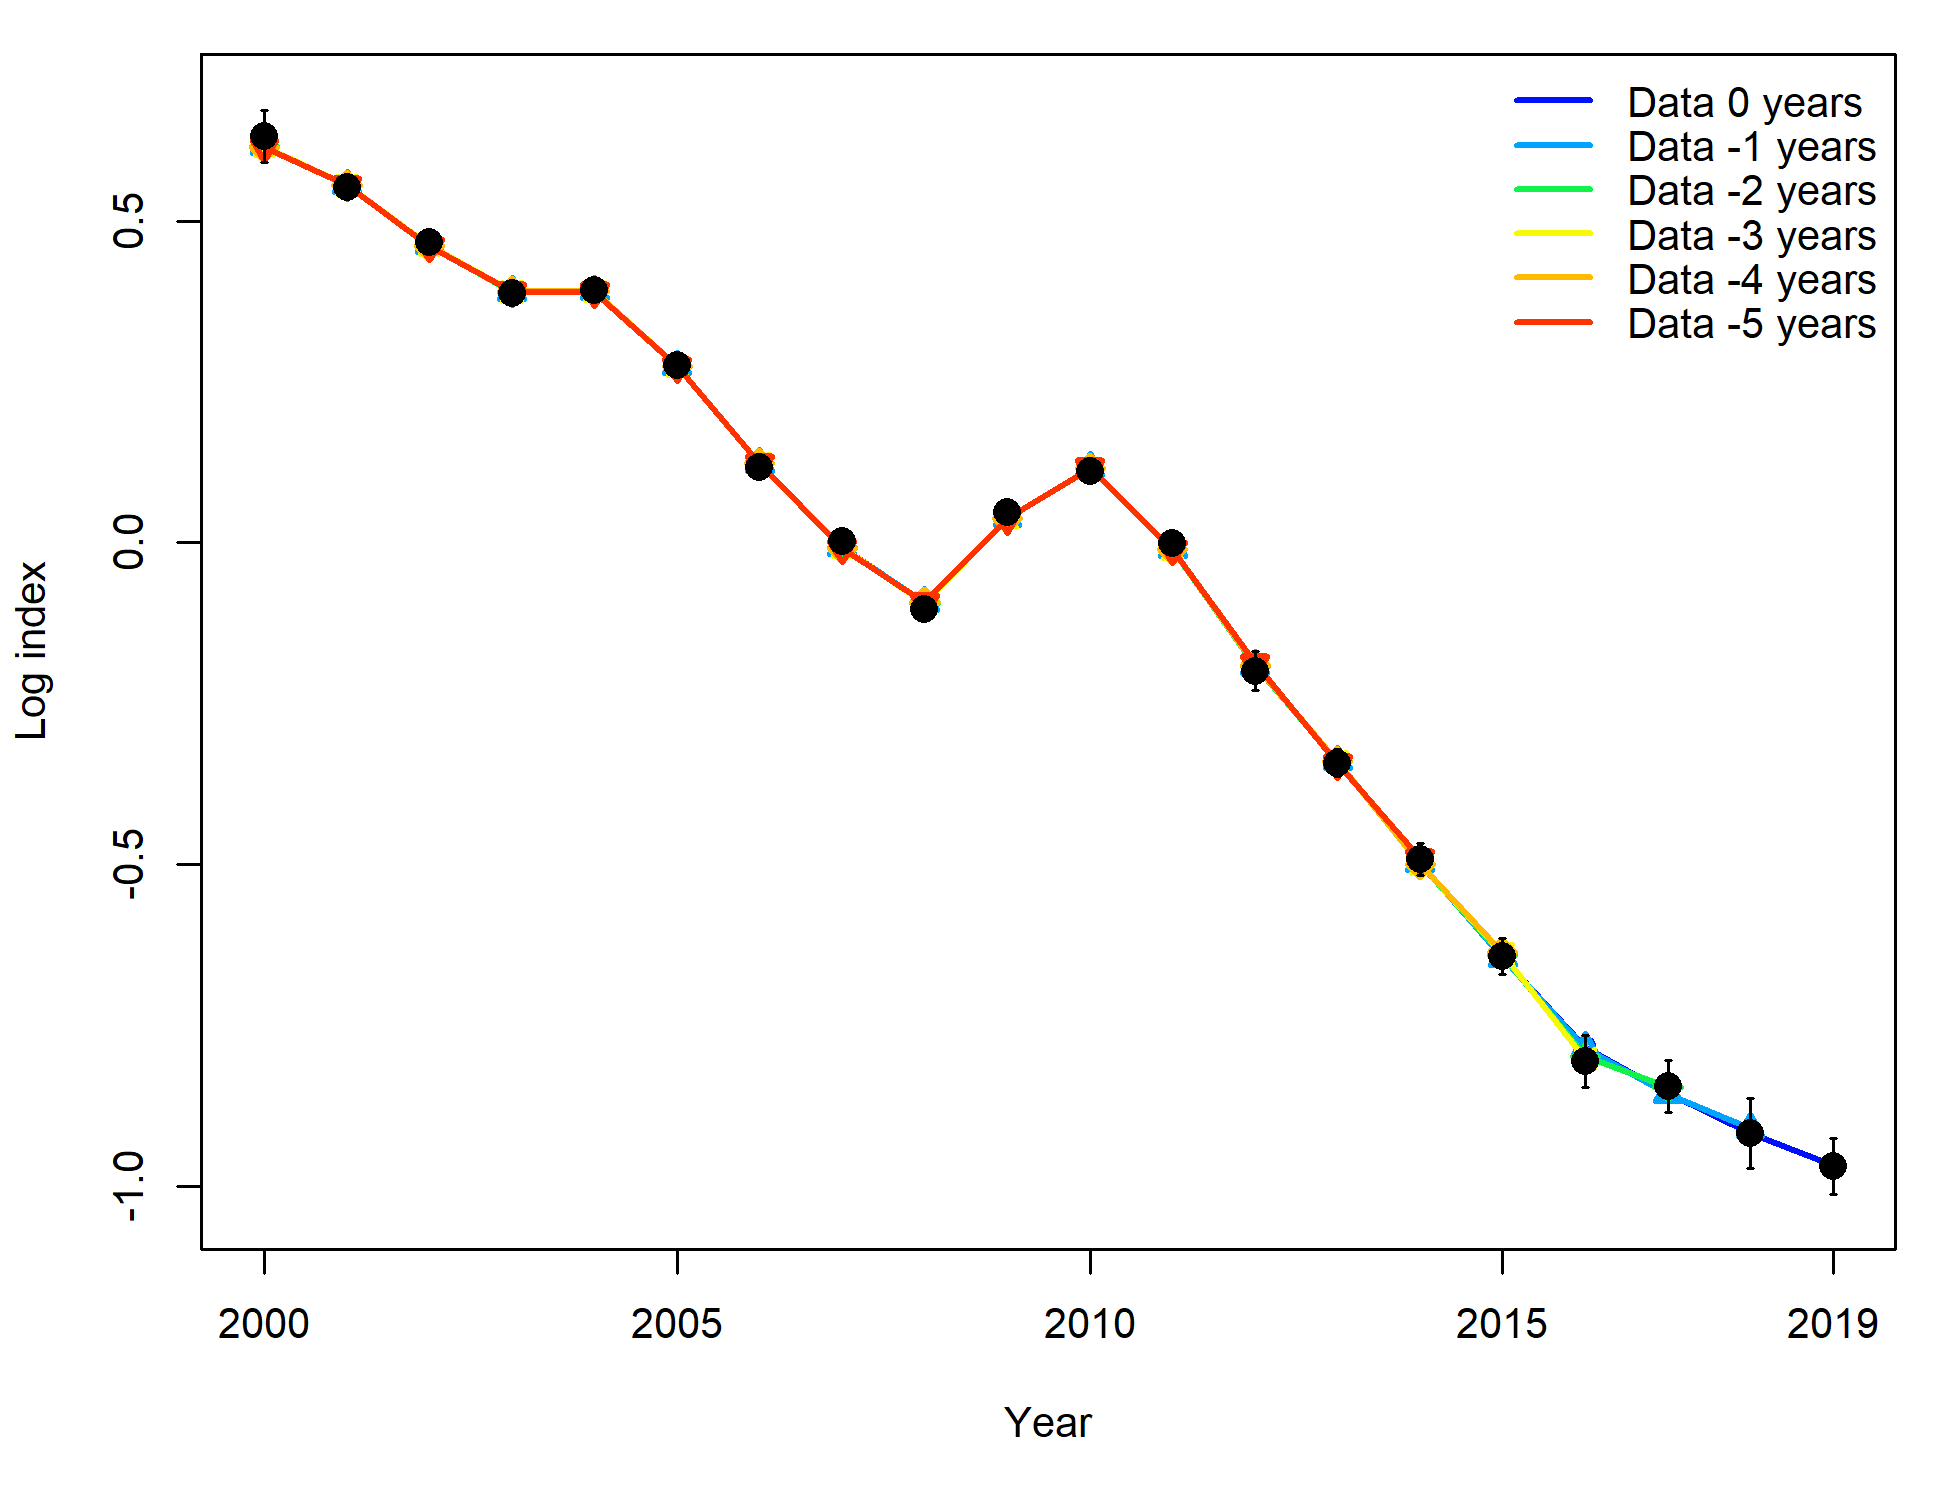 Data 0 years
Data -1 years
Data -2 years
Data -3 years
Data -4 years
Data -5 years
0.5
0.0
-0.5
-1.0
Log index
2000 2005 2010 2015 2019
Year